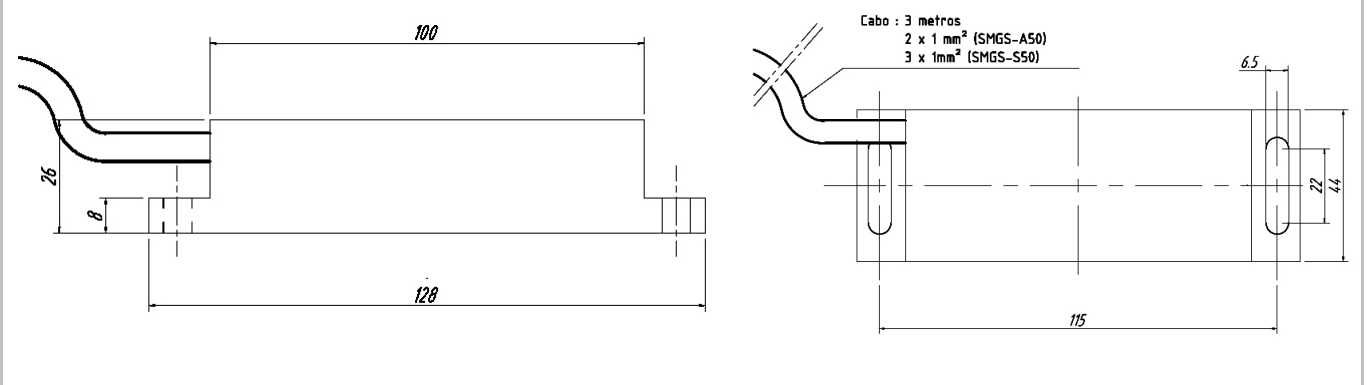 100
26
8
128
Cabo : 3 metros
2 x 1 mm² (SMGS-A50)
3 x 1mm² (SMGS-S50)
6.5
22
44
115